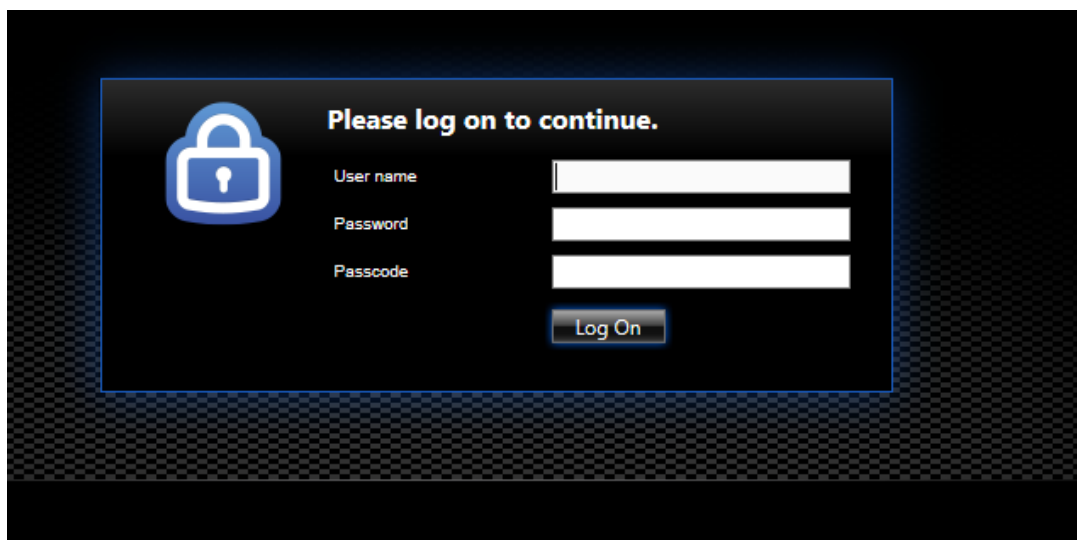 Please log on to continue.
User name
Password
Passcode
Log On